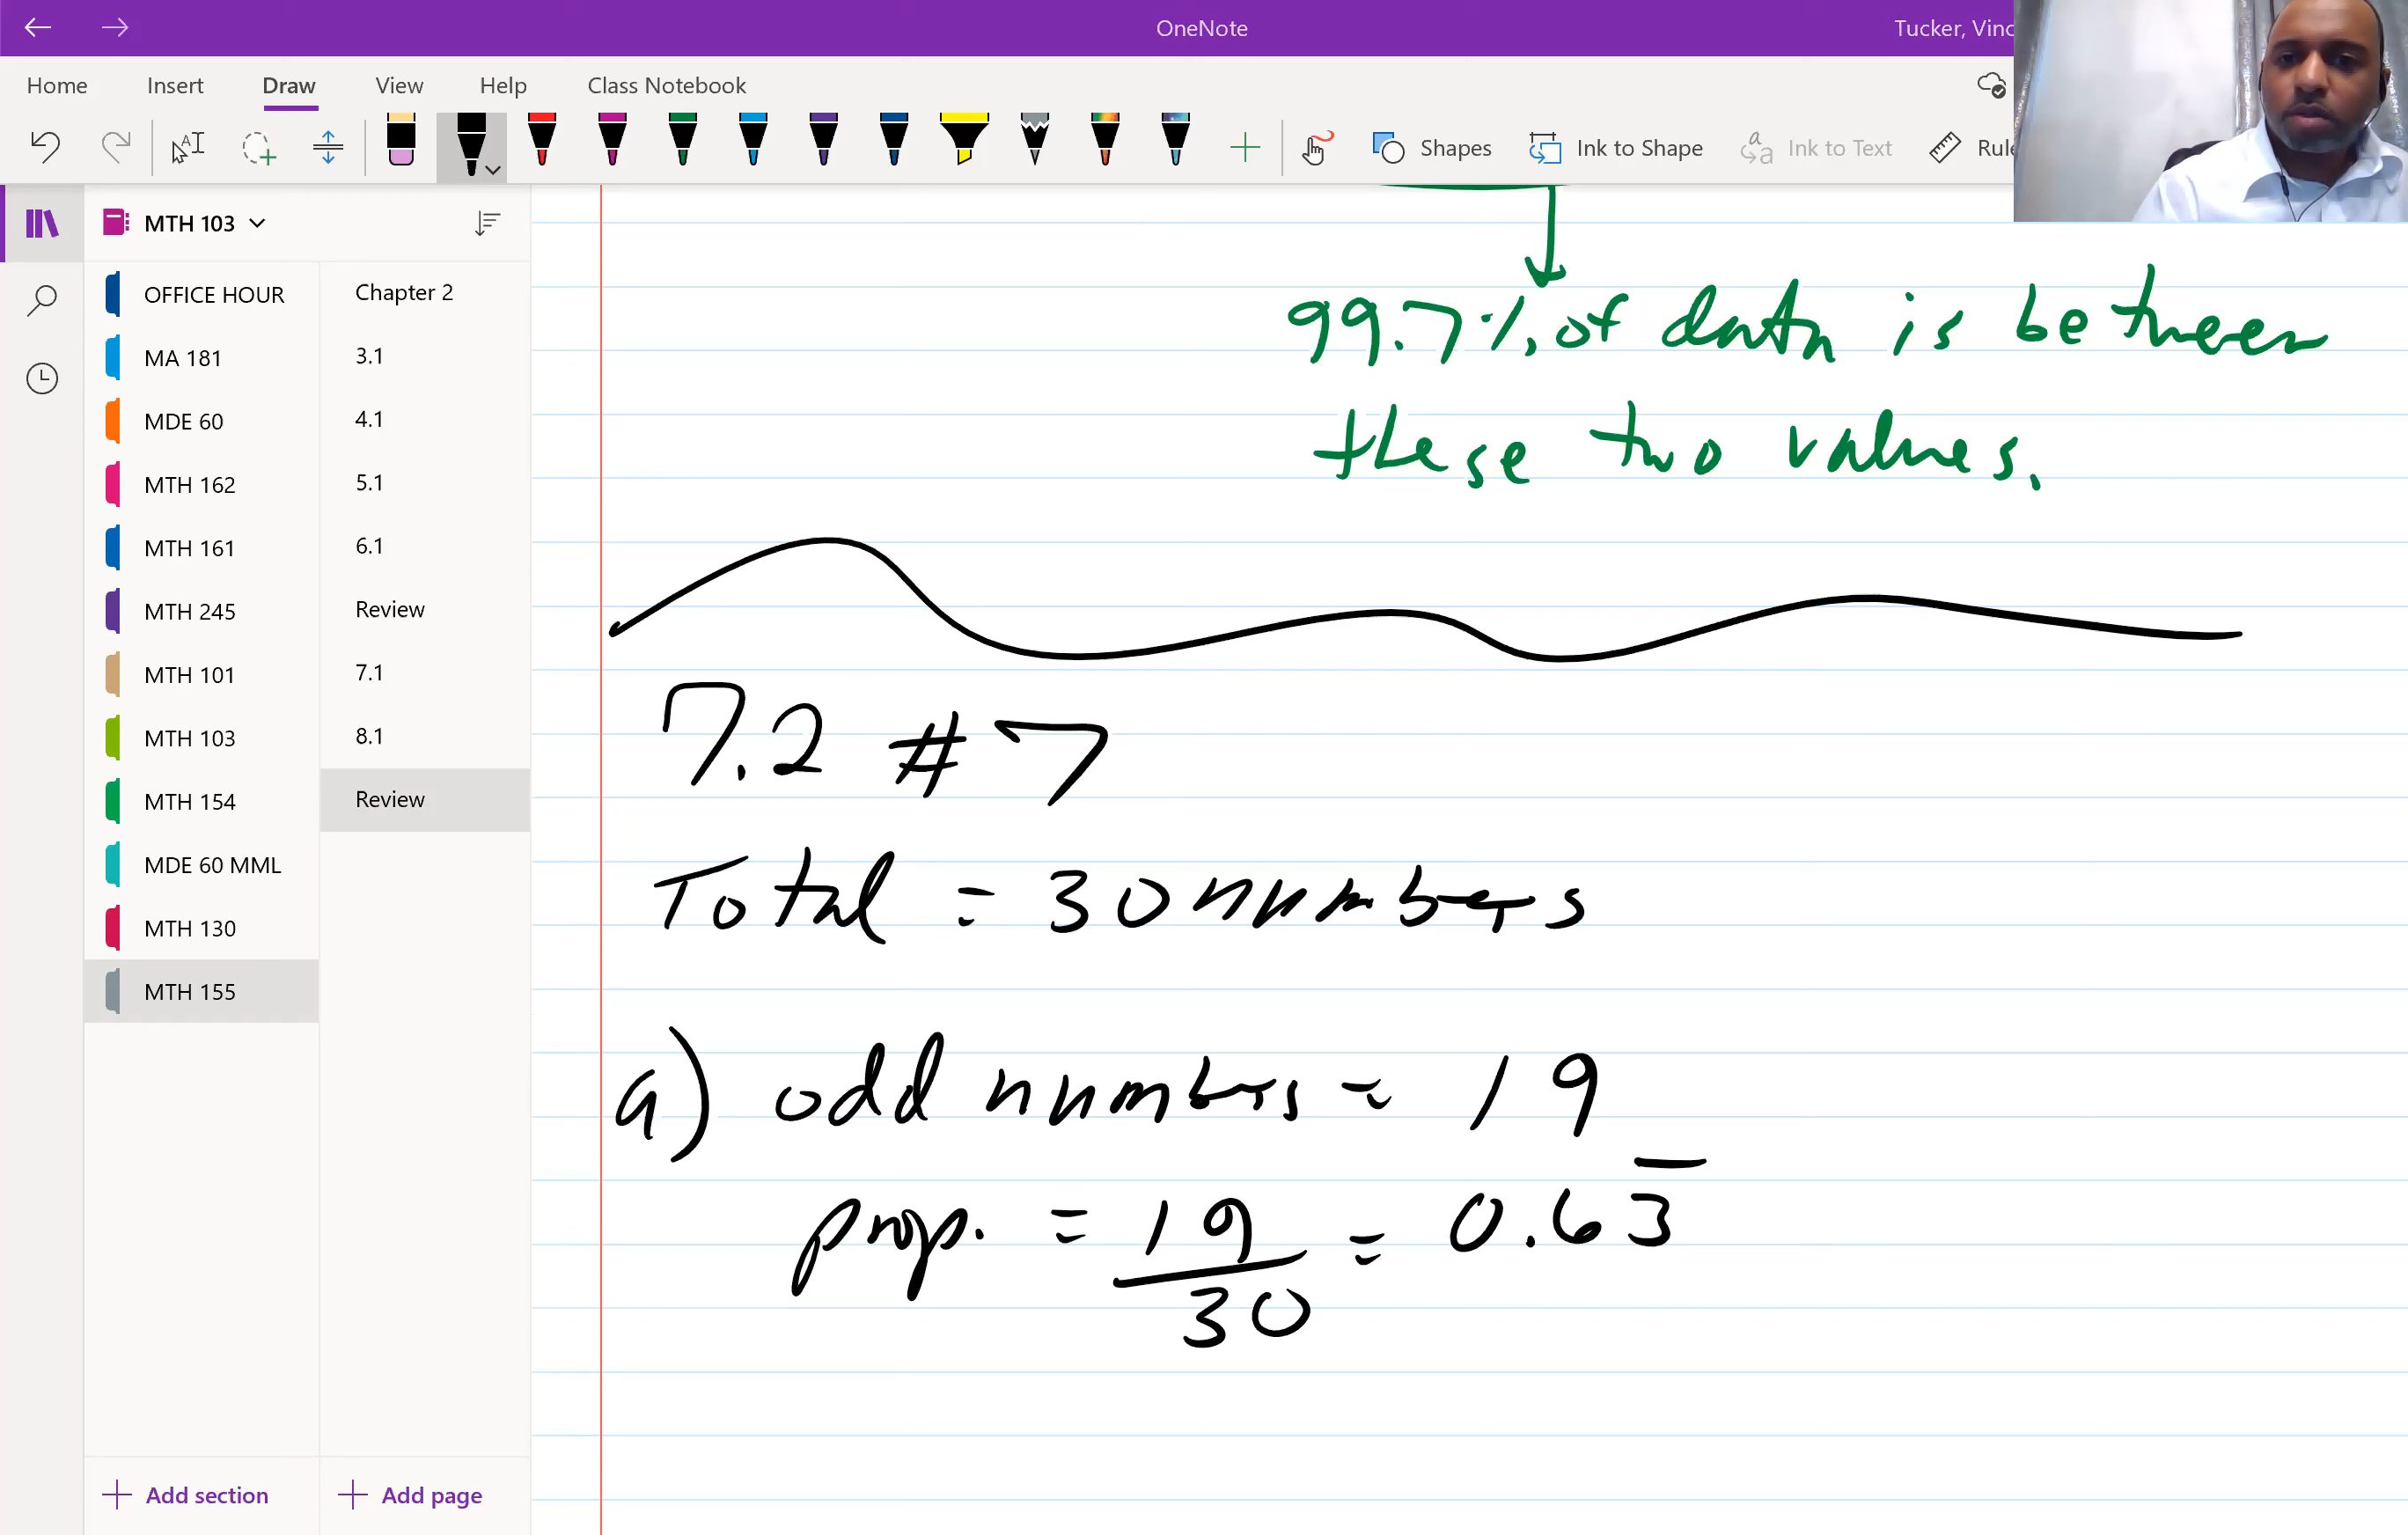 OneNote
Tucker, Vinc
Home Insert Draw View Help Class Notebook
Shapes Ink to Shape Ink to Text Rule
MTH 103
OFFICE HOUR
MA 181
MDE 60
MTH 162
MTH 161
MTH 245
MTH 101
MTH 103
MTH 154
MDE 60 MML
MTH 130
MTH 155
Add section
Chapter 2
3.1
4.1
5.1
6.1
Review
7.1
8.1
Review
Add page
99.7% of data is between
these two values.
7.2 #7
Total = 30 numbers
a) odd numbers = 19
prop. = 19/30 = 0.63̅